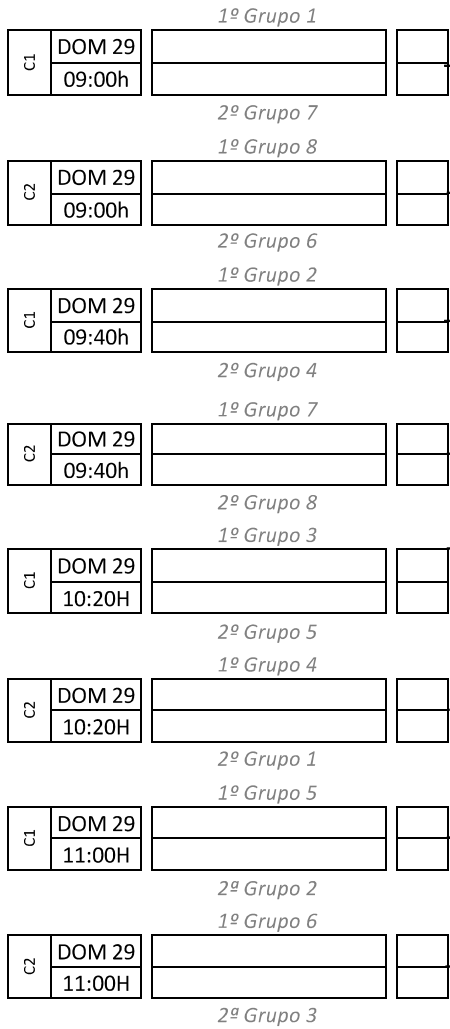 1º Grupo 1
C1 DOM 29
09:00h
2º Grupo 7
1º Grupo 8
C2 DOM 29
09:00h
2º Grupo 6
1º Grupo 2
C1 DOM 29
09:40h
2º Grupo 4
1º Grupo 7
C2 DOM 29
09:40h
2º Grupo 8
1º Grupo 3
C1 DOM 29
10:20H
2º Grupo 5
1º Grupo 4
C2 DOM 29
10:20H
2º Grupo 1
1º Grupo 5
C1 DOM 29
11:00H
2ª Grupo 2
1º Grupo 6
C2 DOM 29
11:00H
2ª Grupo 3